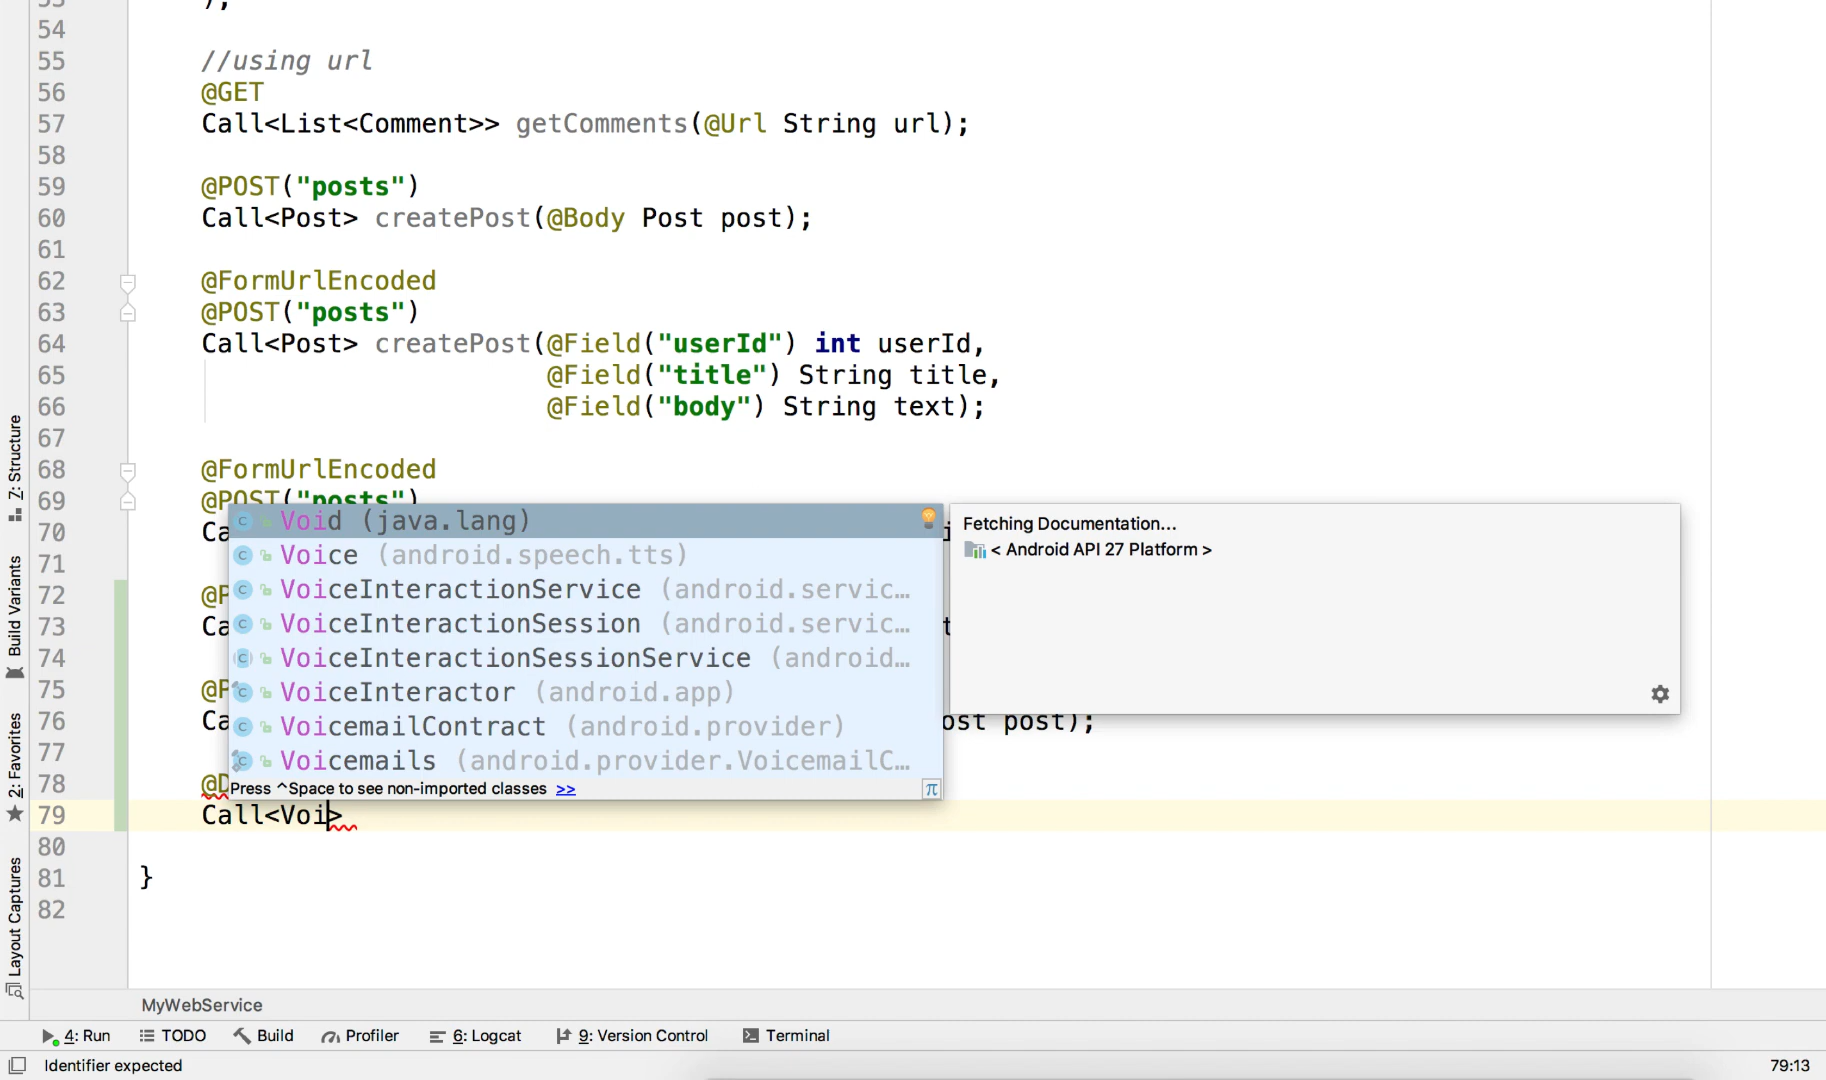 53 );
54
55 //using url
56 @GET
57 Call<List<Comment>> getComments(@Url String url);
58
59 @POST("posts")
60 Call<Post> createPost(@Body Post post);
61
62 @FormUrlEncoded
63 @POST("posts")
64 Call<Post> createPost(@Field("userId") int userId,
65 @Field("title") String title,
66 @Field("body") String text);
67
68 @FormUrlEncoded
69 @POST("posts")
70 Ca
71
72 @P
73 Ca
74
75 @P
76 Ca ost post);
77
78 @D
79 Call<Voi>
80
81 }
82
Void (java.lang)
Voice (android.speech.tts)
VoiceInteractionService (android.servic…
VoiceInteractionSession (android.servic…
VoiceInteractionSessionService (android…
VoiceInteractor (android.app)
VoicemailContract (android.provider)
Voicemails (android.provider.VoicemailC…
Press ^Space to see non-imported classes >>
π
Fetching Documentation...
< Android API 27 Platform >
7: Structure
Build Variants
2: Favorites
Layout Captures
MyWebService
4: Run TODO Build Profiler 6: Logcat 9: Version Control Terminal
Identifier expected 79:13